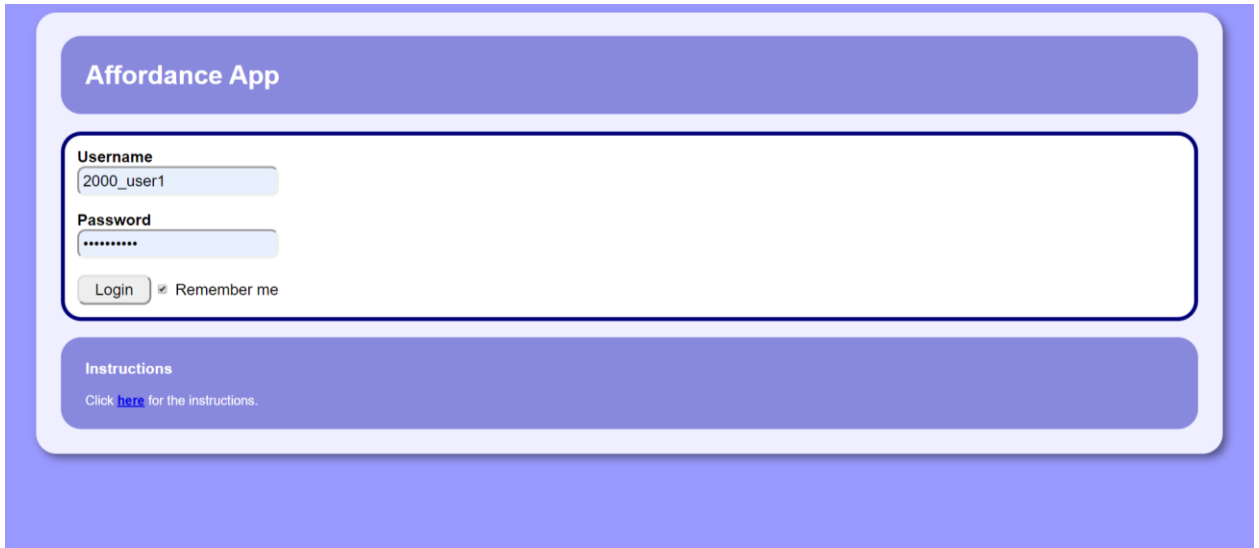 Affordance App
Username
2000_user1
Password
••••••••••
Login Remember me
Instructions
Click here for the instructions.